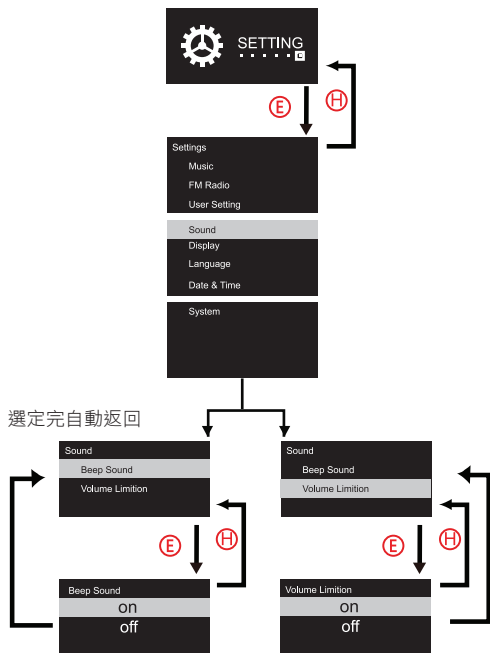 SETTING
C
E
H
Settings
Music
FM Radio
User Setting
Sound
Display
Language
Date & Time
System
選定完自動返回
Sound
Beep Sound
Volume Limition
E
H
Beep Sound
on
off
Sound
Beep Sound
Volume Limition
E
H
Volume Limition
on
off